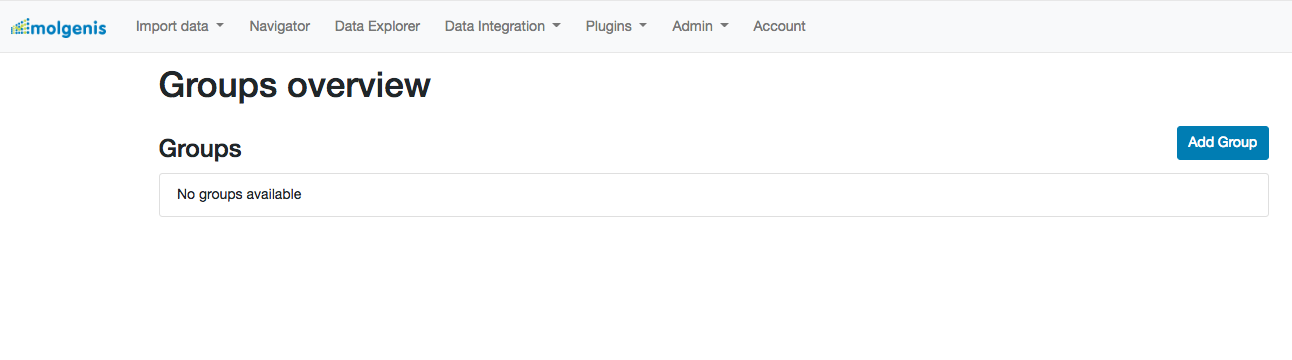 molgenis Import data Navigator Data Explorer Data Integration Plugins Admin Account
Groups overview
Groups
Add Group
No groups available